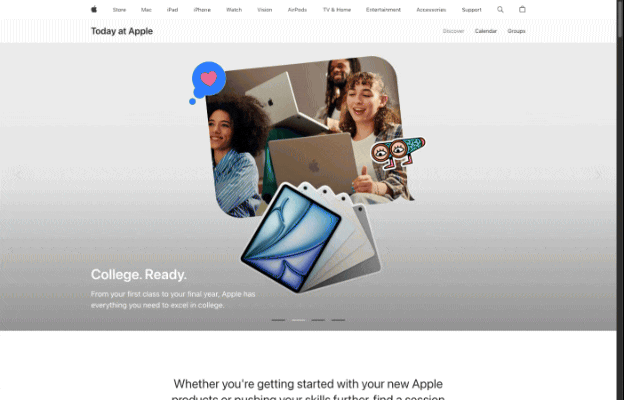 Store Mac iPad iPhone Watch Vision AirPods TV & Home Entertainment Accessories Support
Today at Apple
Discover Calendar Groups
College. Ready.
From your first class to your final year, Apple has
everything you need to excel in college.
Whether you're getting started with your new Apple
products or pushing your skills further, find a session